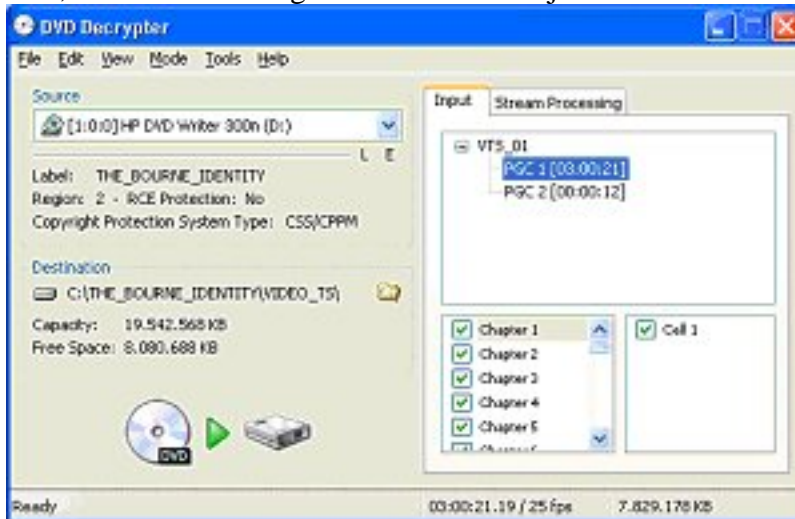 DVD Decrypter
File Edit View Mode Tools Help
Source
[1:0:0] HP DVD Writer 300n (D:)
L E
Label: THE_BOURNE_IDENTITY
Region: 2 - RCE Protection: No
Copyright Protection System Type: CSS/CPPM
Destination
C:\THE_BOURNE_IDENTITY\VIDEO_TS\
Capacity: 19.542.568 KB
Free Space: 8.080.688 KB
DVD
Input Stream Processing
VTS_01
PGC 1 [03:00:21]
PGC 2 [00:00:12]
Chapter 1
Chapter 2
Chapter 3
Chapter 4
Chapter 5
Cell 1
Ready
03:00:21.19 / 25 fps
7.829.178 KB